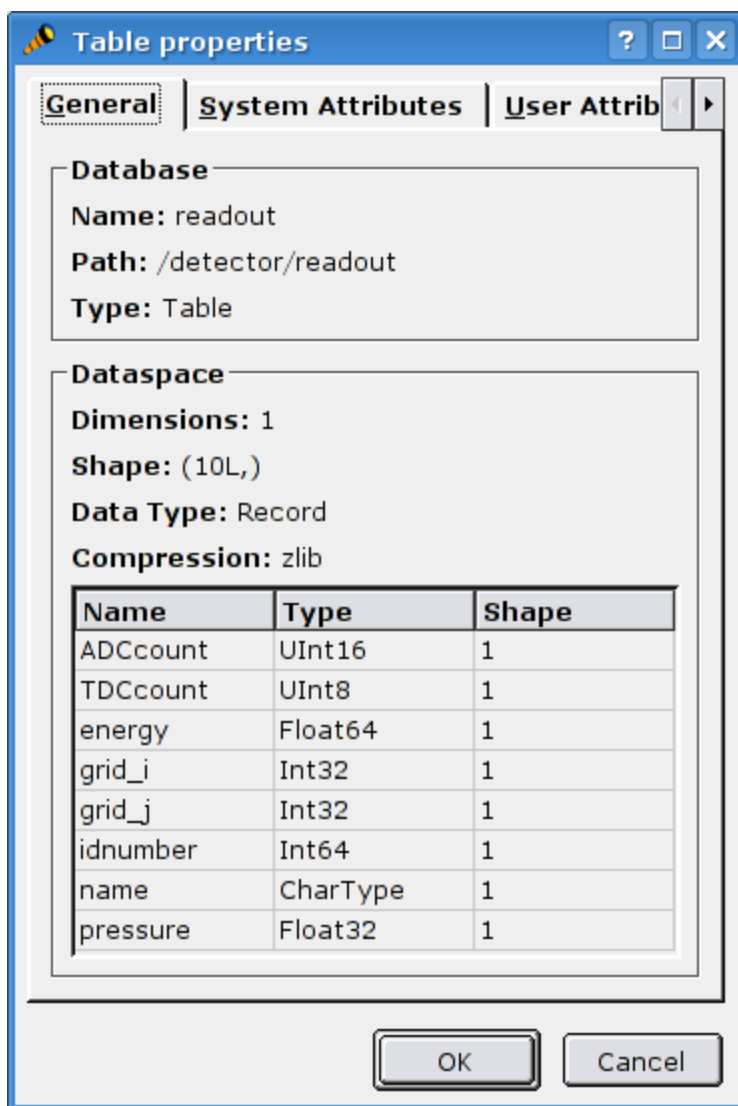 Table properties
General System Attributes User Attrib
Database
Name: readout
Path: /detector/readout
Type: Table
Dataspace
Dimensions: 1
Shape: (10L,)
Data Type: Record
Compression: zlib
Name Type Shape
ADCcount UInt16 1
TDCcount UInt8 1
energy Float64 1
grid_i Int32 1
grid_j Int32 1
idnumber Int64 1
name CharType 1
pressure Float32 1
OK Cancel